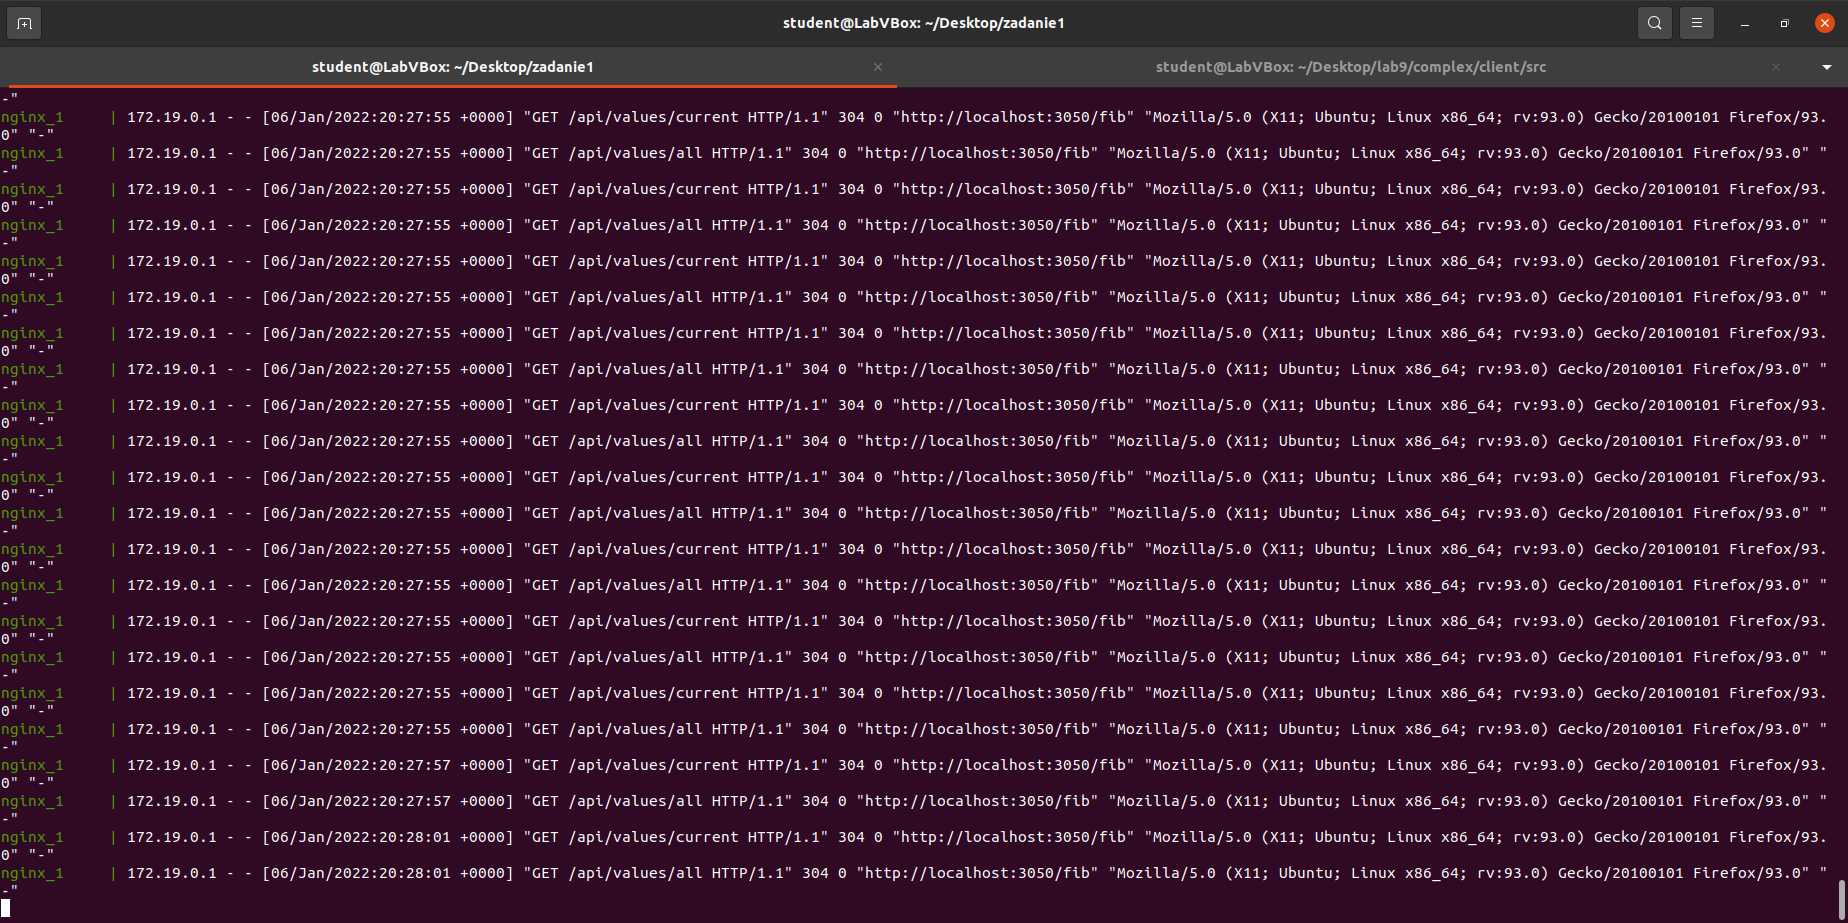 student@LabVBox: ~/Desktop/zadanie1
student@LabVBox: ~/Desktop/zadanie1
student@LabVBox: ~/Desktop/lab9/complex/client/src
-"
nginx_1     | 172.19.0.1 - - [06/Jan/2022:20:27:55 +0000] "GET /api/values/current HTTP/1.1" 304 0 "http://localhost:3050/fib" "Mozilla/5.0 (X11; Ubuntu; Linux x86_64; rv:93.0) Gecko/20100101 Firefox/93.
0" "-"
nginx_1     | 172.19.0.1 - - [06/Jan/2022:20:27:55 +0000] "GET /api/values/all HTTP/1.1" 304 0 "http://localhost:3050/fib" "Mozilla/5.0 (X11; Ubuntu; Linux x86_64; rv:93.0) Gecko/20100101 Firefox/93.0" "
-"
nginx_1     | 172.19.0.1 - - [06/Jan/2022:20:27:55 +0000] "GET /api/values/current HTTP/1.1" 304 0 "http://localhost:3050/fib" "Mozilla/5.0 (X11; Ubuntu; Linux x86_64; rv:93.0) Gecko/20100101 Firefox/93.
0" "-"
nginx_1     | 172.19.0.1 - - [06/Jan/2022:20:27:55 +0000] "GET /api/values/all HTTP/1.1" 304 0 "http://localhost:3050/fib" "Mozilla/5.0 (X11; Ubuntu; Linux x86_64; rv:93.0) Gecko/20100101 Firefox/93.0" "
-"
nginx_1     | 172.19.0.1 - - [06/Jan/2022:20:27:55 +0000] "GET /api/values/current HTTP/1.1" 304 0 "http://localhost:3050/fib" "Mozilla/5.0 (X11; Ubuntu; Linux x86_64; rv:93.0) Gecko/20100101 Firefox/93.
0" "-"
nginx_1     | 172.19.0.1 - - [06/Jan/2022:20:27:55 +0000] "GET /api/values/all HTTP/1.1" 304 0 "http://localhost:3050/fib" "Mozilla/5.0 (X11; Ubuntu; Linux x86_64; rv:93.0) Gecko/20100101 Firefox/93.0" "
-"
nginx_1     | 172.19.0.1 - - [06/Jan/2022:20:27:55 +0000] "GET /api/values/current HTTP/1.1" 304 0 "http://localhost:3050/fib" "Mozilla/5.0 (X11; Ubuntu; Linux x86_64; rv:93.0) Gecko/20100101 Firefox/93.
0" "-"
nginx_1     | 172.19.0.1 - - [06/Jan/2022:20:27:55 +0000] "GET /api/values/all HTTP/1.1" 304 0 "http://localhost:3050/fib" "Mozilla/5.0 (X11; Ubuntu; Linux x86_64; rv:93.0) Gecko/20100101 Firefox/93.0" "
-"
nginx_1     | 172.19.0.1 - - [06/Jan/2022:20:27:55 +0000] "GET /api/values/current HTTP/1.1" 304 0 "http://localhost:3050/fib" "Mozilla/5.0 (X11; Ubuntu; Linux x86_64; rv:93.0) Gecko/20100101 Firefox/93.
0" "-"
nginx_1     | 172.19.0.1 - - [06/Jan/2022:20:27:55 +0000] "GET /api/values/all HTTP/1.1" 304 0 "http://localhost:3050/fib" "Mozilla/5.0 (X11; Ubuntu; Linux x86_64; rv:93.0) Gecko/20100101 Firefox/93.0" "
-"
nginx_1     | 172.19.0.1 - - [06/Jan/2022:20:27:55 +0000] "GET /api/values/current HTTP/1.1" 304 0 "http://localhost:3050/fib" "Mozilla/5.0 (X11; Ubuntu; Linux x86_64; rv:93.0) Gecko/20100101 Firefox/93.
0" "-"
nginx_1     | 172.19.0.1 - - [06/Jan/2022:20:27:55 +0000] "GET /api/values/all HTTP/1.1" 304 0 "http://localhost:3050/fib" "Mozilla/5.0 (X11; Ubuntu; Linux x86_64; rv:93.0) Gecko/20100101 Firefox/93.0" "
-"
nginx_1     | 172.19.0.1 - - [06/Jan/2022:20:27:55 +0000] "GET /api/values/current HTTP/1.1" 304 0 "http://localhost:3050/fib" "Mozilla/5.0 (X11; Ubuntu; Linux x86_64; rv:93.0) Gecko/20100101 Firefox/93.
0" "-"
nginx_1     | 172.19.0.1 - - [06/Jan/2022:20:27:55 +0000] "GET /api/values/all HTTP/1.1" 304 0 "http://localhost:3050/fib" "Mozilla/5.0 (X11; Ubuntu; Linux x86_64; rv:93.0) Gecko/20100101 Firefox/93.0" "
-"
nginx_1     | 172.19.0.1 - - [06/Jan/2022:20:27:55 +0000] "GET /api/values/current HTTP/1.1" 304 0 "http://localhost:3050/fib" "Mozilla/5.0 (X11; Ubuntu; Linux x86_64; rv:93.0) Gecko/20100101 Firefox/93.
0" "-"
nginx_1     | 172.19.0.1 - - [06/Jan/2022:20:27:55 +0000] "GET /api/values/all HTTP/1.1" 304 0 "http://localhost:3050/fib" "Mozilla/5.0 (X11; Ubuntu; Linux x86_64; rv:93.0) Gecko/20100101 Firefox/93.0" "
-"
nginx_1     | 172.19.0.1 - - [06/Jan/2022:20:27:55 +0000] "GET /api/values/current HTTP/1.1" 304 0 "http://localhost:3050/fib" "Mozilla/5.0 (X11; Ubuntu; Linux x86_64; rv:93.0) Gecko/20100101 Firefox/93.
0" "-"
nginx_1     | 172.19.0.1 - - [06/Jan/2022:20:27:55 +0000] "GET /api/values/all HTTP/1.1" 304 0 "http://localhost:3050/fib" "Mozilla/5.0 (X11; Ubuntu; Linux x86_64; rv:93.0) Gecko/20100101 Firefox/93.0" "
-"
nginx_1     | 172.19.0.1 - - [06/Jan/2022:20:27:57 +0000] "GET /api/values/current HTTP/1.1" 304 0 "http://localhost:3050/fib" "Mozilla/5.0 (X11; Ubuntu; Linux x86_64; rv:93.0) Gecko/20100101 Firefox/93.
0" "-"
nginx_1     | 172.19.0.1 - - [06/Jan/2022:20:27:57 +0000] "GET /api/values/all HTTP/1.1" 304 0 "http://localhost:3050/fib" "Mozilla/5.0 (X11; Ubuntu; Linux x86_64; rv:93.0) Gecko/20100101 Firefox/93.0" "
-"
nginx_1     | 172.19.0.1 - - [06/Jan/2022:20:28:01 +0000] "GET /api/values/current HTTP/1.1" 304 0 "http://localhost:3050/fib" "Mozilla/5.0 (X11; Ubuntu; Linux x86_64; rv:93.0) Gecko/20100101 Firefox/93.
0" "-"
nginx_1     | 172.19.0.1 - - [06/Jan/2022:20:28:01 +0000] "GET /api/values/all HTTP/1.1" 304 0 "http://localhost:3050/fib" "Mozilla/5.0 (X11; Ubuntu; Linux x86_64; rv:93.0) Gecko/20100101 Firefox/93.0" "
-"